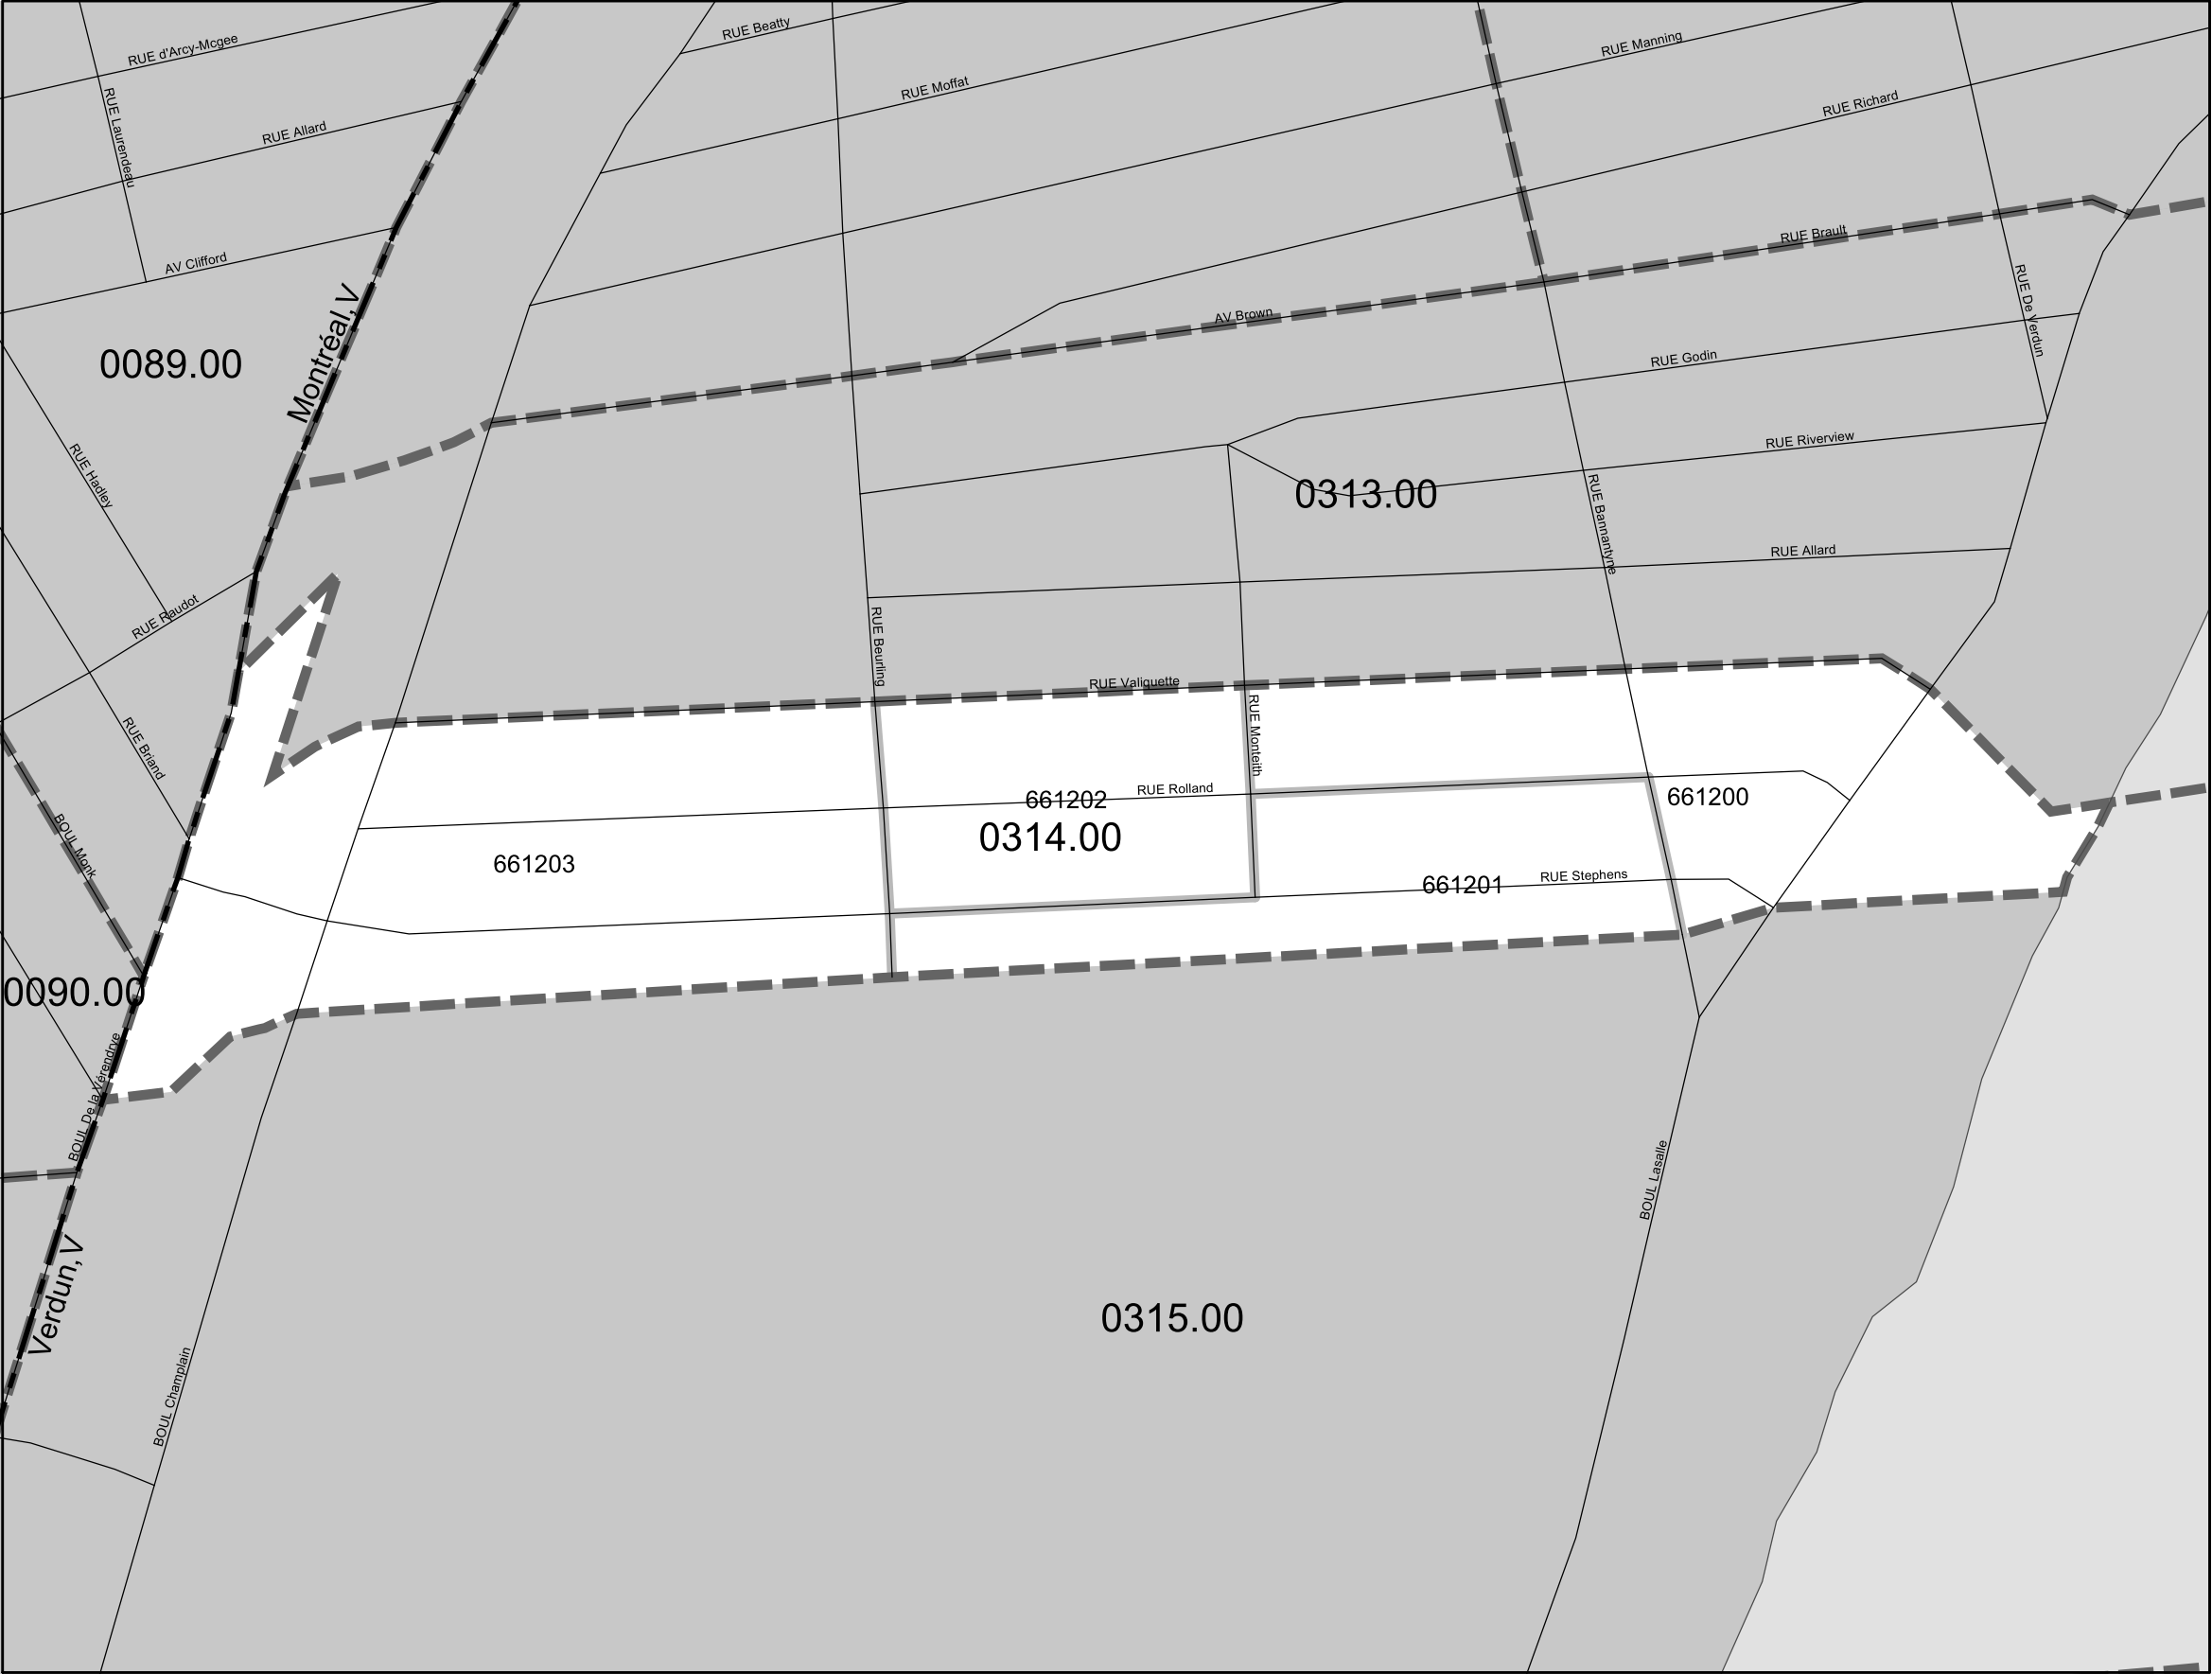 RUE Beatty
RUE d'Arcy-Mcgee
RUE Manning
RUE Moffat
RUE Richard
RUE Laurendeau
RUE Allard
RUE Brault
AV Clifford
RUE De Verdun
AV Brown
Montréal, V
0089.00
RUE Godin
RUE Riverview
RUE Hadley
0313.00
RUE Bannantyne
RUE Allard
RUE Raudot
RUE Beurling
RUE Valiquette
RUE Monteith
RUE Briand
RUE Rolland
661202
661200
0314.00
BOUL Monk
661203
RUE Stephens
661201
0090.00
BOUL De la Vérendrye
BOUL Lasalle
Verdun, V
0315.00
BOUL Champlain